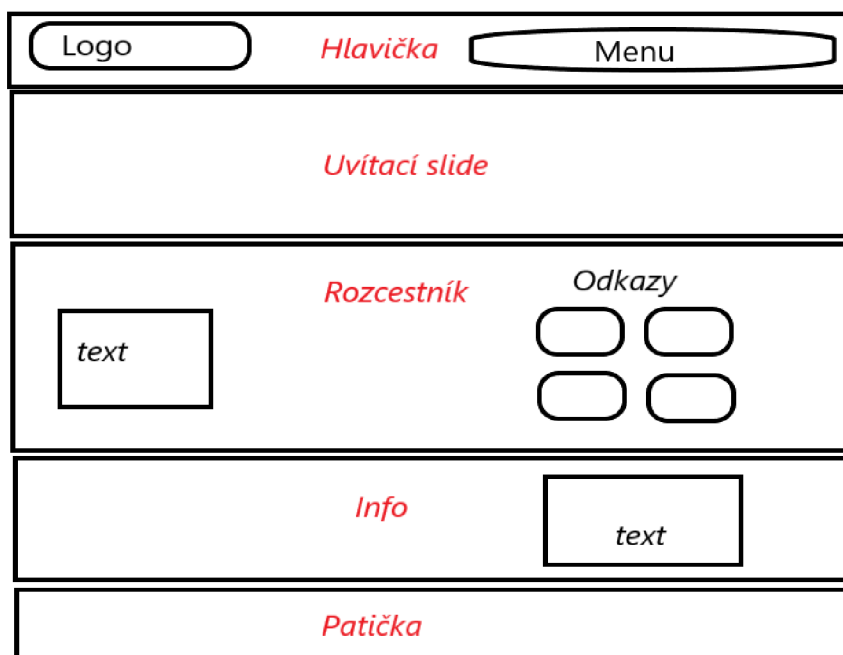 Logo
Hlavička
Menu
Uvítací slide
Rozcestník
Odkazy
text
Info
text
Patička